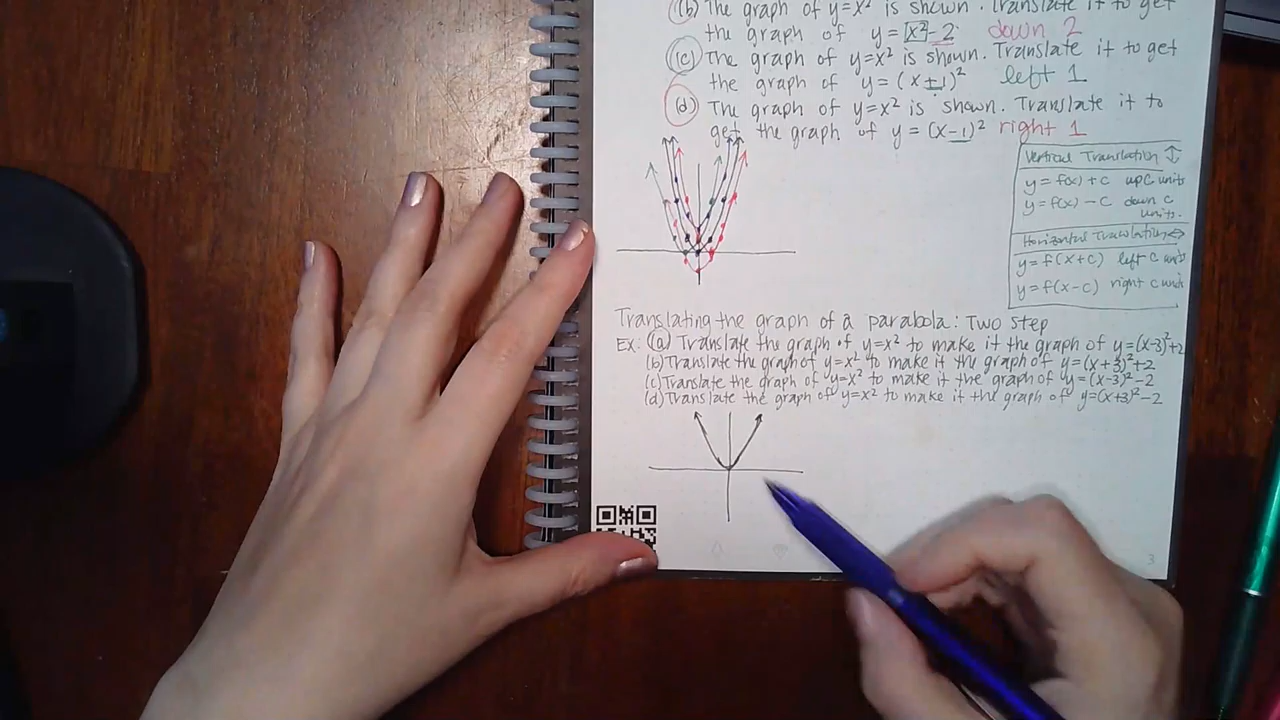 (b) The graph of y=x² is shown. Translate it to get
the graph of y = x²-2 down 2
(c) The graph of y=x² is shown. Translate it to get
the graph of y = (x+1)² left 1
(d) The graph of y=x² is shown. Translate it to
get the graph of y = (x-1)² right 1
Vertical Translation ↕
y = f(x) + c up c units
y = f(x) - c down c
units.
Horizontal Translation ↔
y = f(x+c) left c units
y = f(x-c) right c units
Translating the graph of a parabola: Two step
Ex: (a) Translate the graph of y=x² to make it the graph of y=(x-3)²+2
(b) Translate the graph of y=x² to make it the graph of y=(x+3)²+2
(c) Translate the graph of y=x² to make it the graph of y=(x-3)²-2
(d) Translate the graph of y=x² to make it the graph of y=(x+3)²-2
3